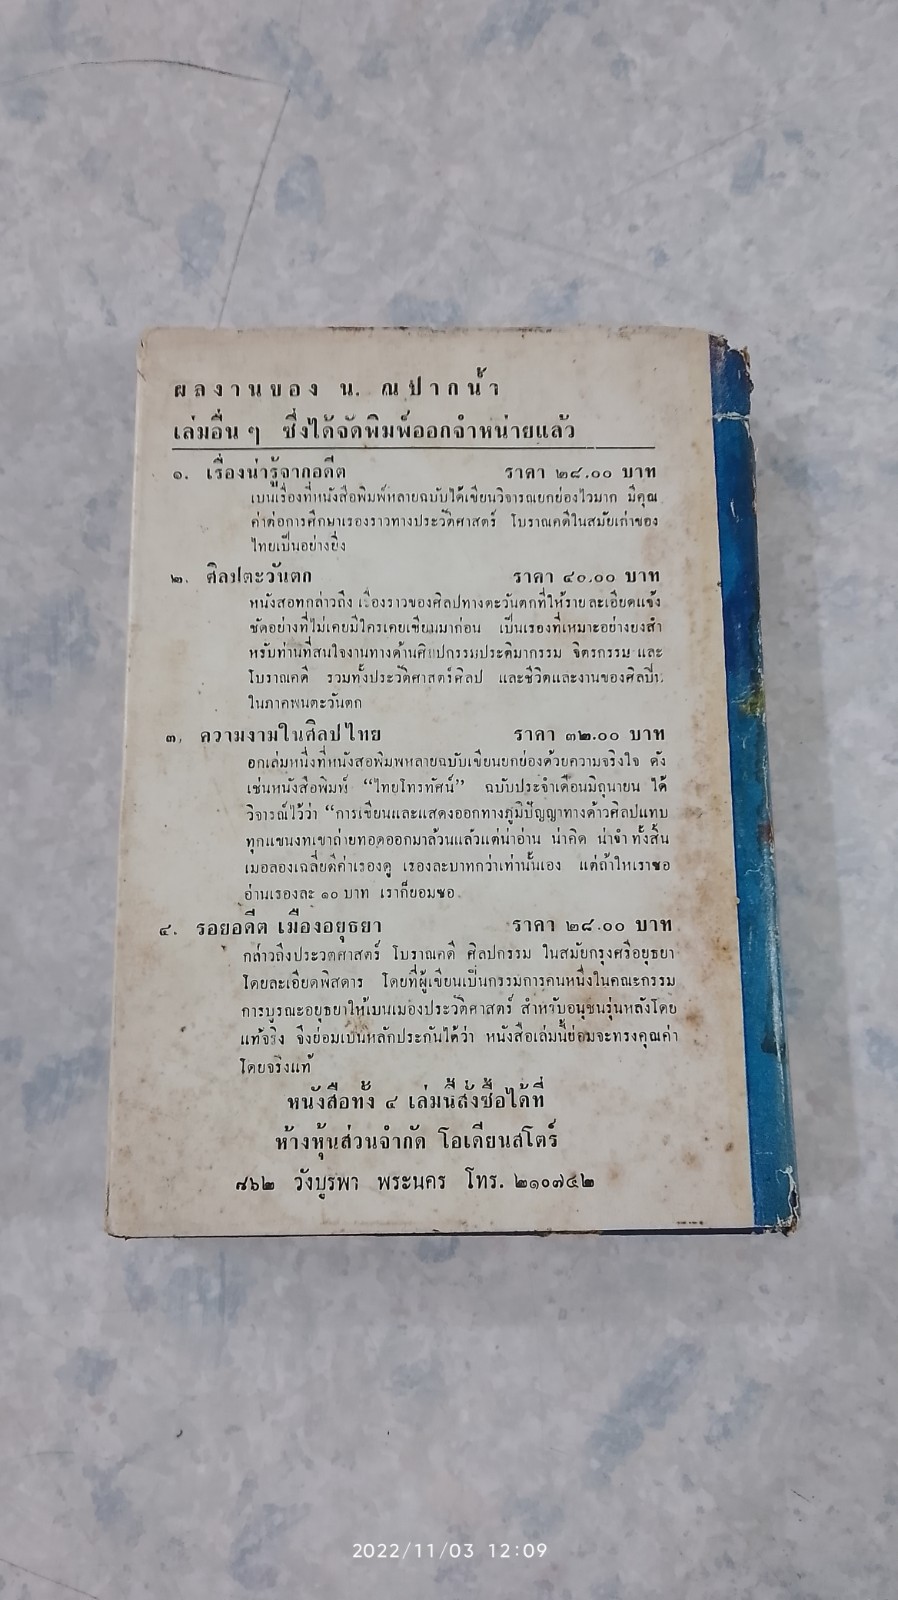 ผลงานของ น. ณปากน้ำ
เล่มอื่น ๆ ซึ่งได้จัดพิมพ์ออกจำหน่ายแล้ว
๑. เรื่องน่ารู้จากอดีต ราคา ๒๘.๐๐ บาท
เบนเรื่องที่หนังสือพิมพ์หลายฉบับได้เขียนวิจารณยกย่องไวมาก มีคุณ
ค่าต่อการศึกษาเรองราวทางประวัติศาสตร์ โบราณคดีในสมัยเก่าของ
ไทยเป็นอย่างยิ่ง
๒. ศิลปตะวันตก ราคา ๔๐.๐๐ บาท
หนังสอทกล่าวถึง เรื่องราวของศิลปทางตะวันตกที่ให้รายละเอียดแจ้ง
ชัดอย่างที่ไม่เคยมีใครเคยเขียนมาก่อน เป็นเรองที่เหมาะอย่างยงสำ
หรับท่านที่สนใจงานทางด้านศิลปกรรมประติมากรรม จิตรกรรม และ
โบราณคดี รวมทั้งประวัติศาสตร์ศิลป และชีวิตและงานของศิลปิน
ในภาคพนตะวันตก
๓. ความงามในศิลปไทย ราคา ๓๒.๐๐ บาท
อกเล่มหนึ่งที่หนังสอพิมพหลายฉบับเขียนยกย่องด้วยความจริงใจ ดัง
เช่นหนังสือพิมพ์ “ไทยโทรทัศน์” ฉบับประจำเดือนมิถุนายน ได้
วิจารณ์ไว้ว่า “การเขียนและแสดงออกทางภูมิปัญญาทางด้าวศิลปแทบ
ทุกแขนงทเขาถ่ายทอดออกมาล้วนแล้วแต่น่าอ่าน น่าคิด น่าจำ ทั้งสิ้น
เมอลองเฉลี่ยดีค่าเรองดู เรองละบาทกว่าเท่านั้นเอง แต่ถ้าใหเราซอ
อ่านเรองละ ๑๐ บาท เราก็ยอมซอ
๔. รอยอดีต เมืองอยุธยา ราคา ๒๘.๐๐ บาท
กล่าวถึงประวตศาสตร์ โบราณคดี ศิลปกรรม ในสมัยกรุงศรีอยุธยา
โดยละเอียดพิสดาร โดยที่ผู้เขียนเป็นกรรมการคนหนึ่งในคณะกรรม
การบูรณะอยุธยาให้เบนเมองประวัติศาสตร์ สำหรับอนุชนรุ่นหลังโดย
แท้จริง จึงย่อมเบนหลักประกันได้ว่า หนังสือเล่มนี้ย่อมจะทรงคุณค่า
โดยจริงแท้
หนังสือทั้ง ๔ เล่มนี้สั่งซื้อได้ที่
ห้างหุ้นส่วนจำกัด โอเดียนสโตร์
๘๖๒ วังบูรพา พระนคร โทร. ๒๑๐๗๔๒
2022/11/03 12:09